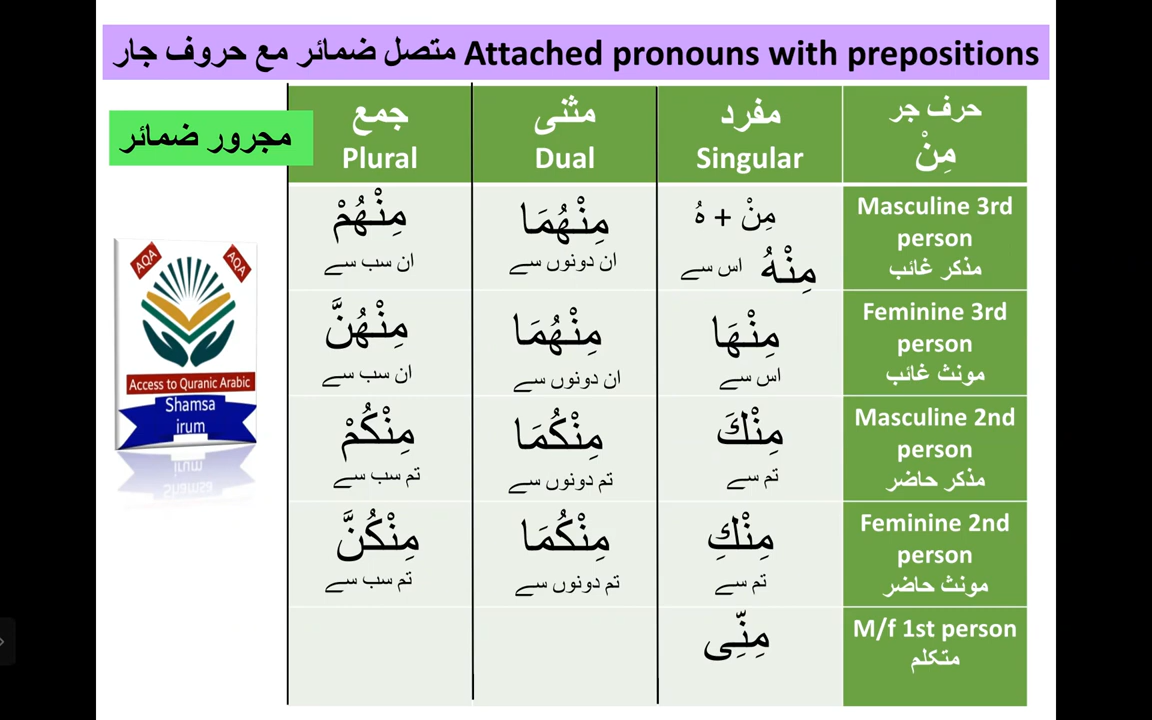 متصل ضمائر مع حروف جار Attached pronouns with prepositions
مجرور ضمائر
حرف جر
مِنْ
مفرد
Singular
مثنی
Dual
جمع
Plural
Masculine 3rd
person
مذکر غائب
مِنْ + هُ
مِنْهُ اس سے
مِنْهُمَا
ان دونوں سے
مِنْهُمْ
ان سب سے
Feminine 3rd
person
مونث غائب
مِنْهَا
اس سے
مِنْهُمَا
ان دونوں سے
مِنْهُنَّ
ان سب سے
Masculine 2nd
person
مذکر حاضر
مِنْكَ
تم سے
مِنْكُمَا
تم دونوں سے
مِنْكُمْ
تم سب سے
Feminine 2nd
person
مونث حاضر
مِنْكِ
تم سے
مِنْكُمَا
تم دونوں سے
مِنْكُنَّ
تم سب سے
M/f 1st person
متکلم
مِنِّی
AQA
AQA
Access to Quranic Arabic
Shamsa
irum